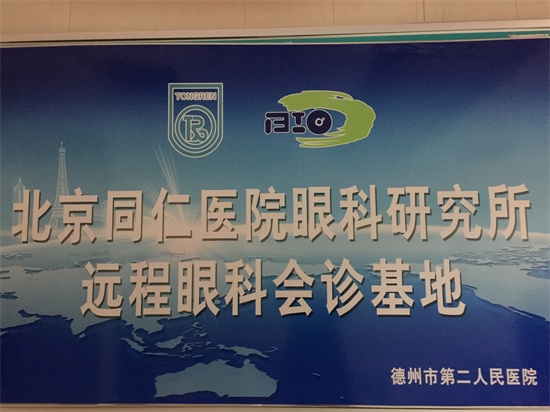 TONGREN
BIO
北京同仁医院眼科研究所
远程眼科会诊基地
德州市第二人民医院